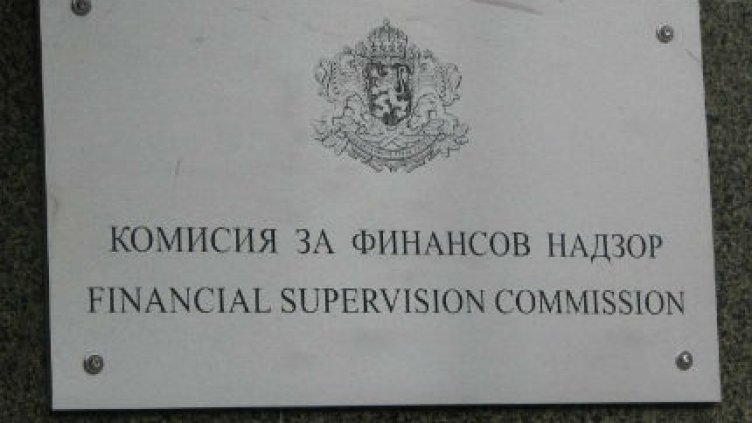 КОМИСИЯ ЗА ФИНАНСОВ НАДЗОР
FINANCIAL SUPERVISION COMMISSION